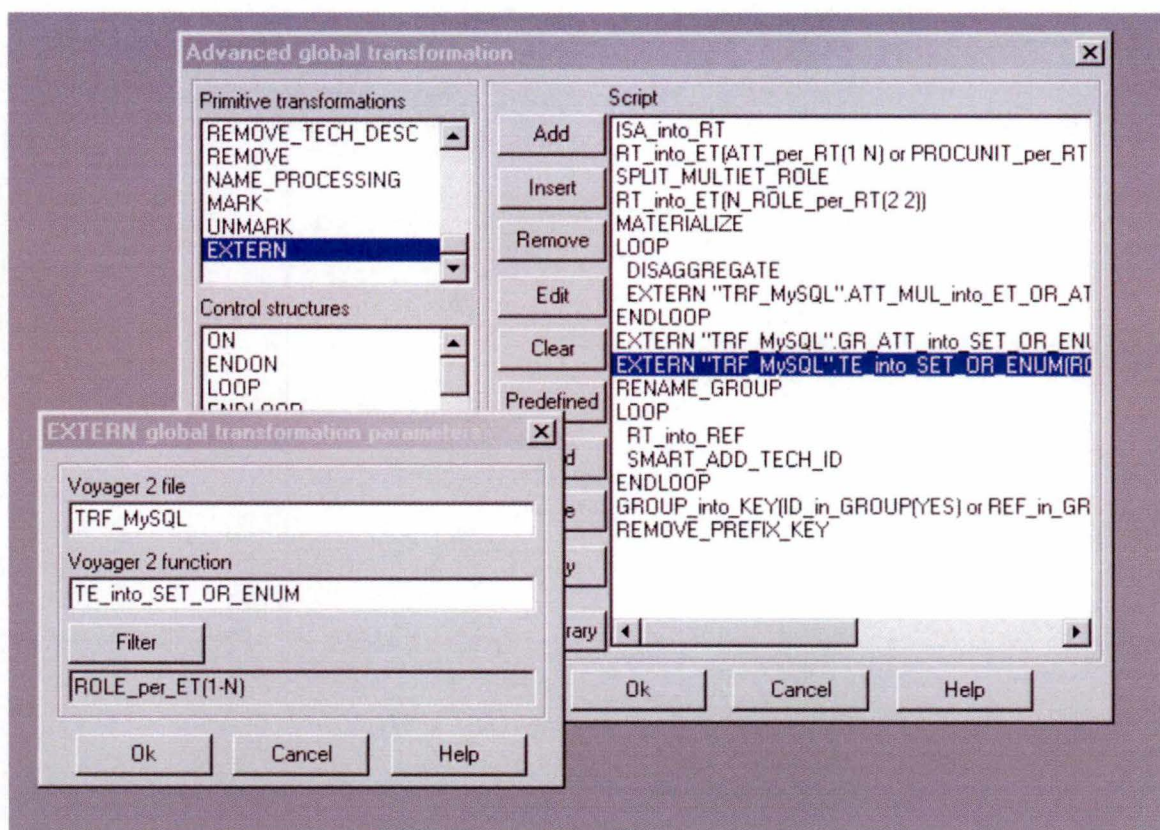 Advanced global transformation
Primitive transformations
REMOVE_TECH_DESC
REMOVE
NAME_PROCESSING
MARK
UNMARK
EXTERN
Control structures
ON
ENDON
LOOP
ENDLOOP
Add
Insert
Remove
Edit
Clear
Predefined
d
e
y
rary
Script
ISA_into_RT
RT_into_ET(ATT_per_RT(1 N) or PROCUNIT_per_RT
SPLIT_MULTIET_ROLE
RT_into_ET(N_ROLE_per_RT(2 2))
MATERIALIZE
LOOP
DISAGGREGATE
EXTERN "TRF_MySQL".ATT_MUL_into_ET_OR_AT
ENDLOOP
EXTERN "TRF_MySQL".GR_ATT_into_SET_OR_ENU
EXTERN "TRF_MySQL".TE_into_SET_OR_ENUM(RO
RENAME_GROUP
LOOP
RT_into_REF
SMART_ADD_TECH_ID
ENDLOOP
GROUP_into_KEY(ID_in_GROUP(YES) or REF_in_GR
REMOVE_PREFIX_KEY
Ok Cancel Help
EXTERN global transformation parameters
Voyager 2 file
TRF_MySQL
Voyager 2 function
TE_into_SET_OR_ENUM
Filter
ROLE_per_ET(1-N)
Ok Cancel Help